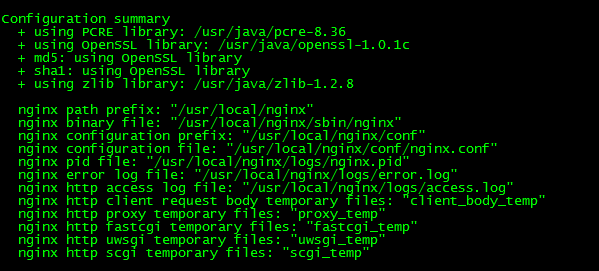 Configuration summary
+ using PCRE library: /usr/java/pcre-8.36
+ using OpenSSL library: /usr/java/openssl-1.0.1c
+ md5: using OpenSSL library
+ sha1: using OpenSSL library
+ using zlib library: /usr/java/zlib-1.2.8
nginx path prefix: "/usr/local/nginx"
nginx binary file: "/usr/local/nginx/sbin/nginx"
nginx configuration prefix: "/usr/local/nginx/conf"
nginx configuration file: "/usr/local/nginx/conf/nginx.conf"
nginx pid file: "/usr/local/nginx/logs/nginx.pid"
nginx error log file: "/usr/local/nginx/logs/error.log"
nginx http access log file: "/usr/local/nginx/logs/access.log"
nginx http client request body temporary files: "client_body_temp"
nginx http proxy temporary files: "proxy_temp"
nginx http fastcgi temporary files: "fastcgi_temp"
nginx http uwsgi temporary files: "uwsgi_temp"
nginx http scgi temporary files: "scgi_temp"